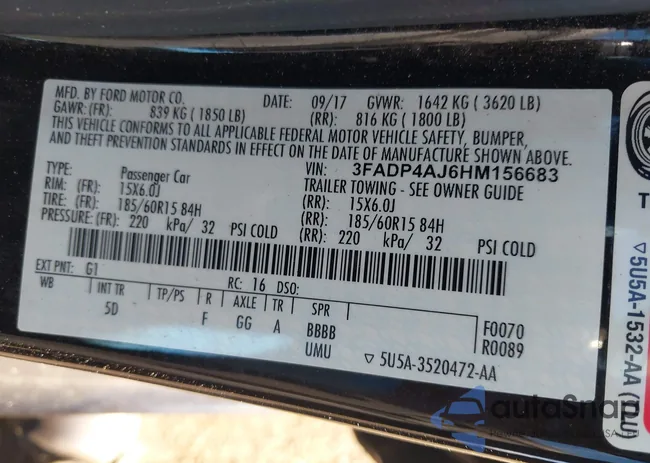 MFD. BY FORD MOTOR CO. DATE: 09/17 GVWR: 1642 KG ( 3620 LB)
GAWR: (FR): 839 KG ( 1850 LB) (RR): 816 KG ( 1800 LB)
THIS VEHICLE CONFORMS TO ALL APPLICABLE FEDERAL MOTOR VEHICLE SAFETY, BUMPER,
AND THEFT PREVENTION STANDARDS IN EFFECT ON THE DATE OF MANUFACTURE SHOWN ABOVE.
VIN: 3FADP4AJ6HM156683
TYPE: Passenger Car TRAILER TOWING - SEE OWNER GUIDE
RIM: (FR): 15X6.0J (RR): 15X6.0J
TIRE: (FR): 185/60R15 84H (RR): 185/60R15 84H
PRESSURE: (FR): 220 kPa/ 32 PSI COLD (RR): 220 kPa/ 32 PSI COLD
EXT PNT: G1 RC: 16 DSO:
WB INT TR TP/PS R AXLE TR SPR
5D F GG A BBBB F0070
UMU R0089
▽ 5U5A-3520472-AA
▽5U5A-1532-AA (
autoSnap